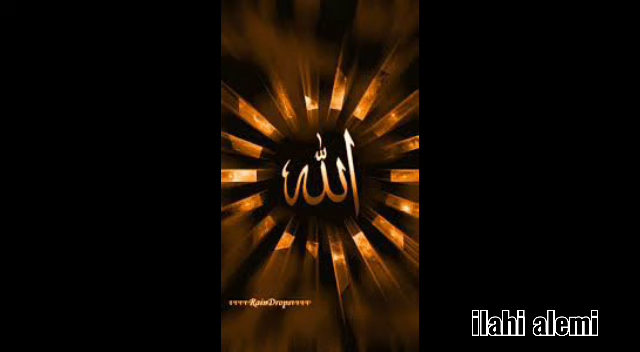 الله
RainDrops
ilahi alemi